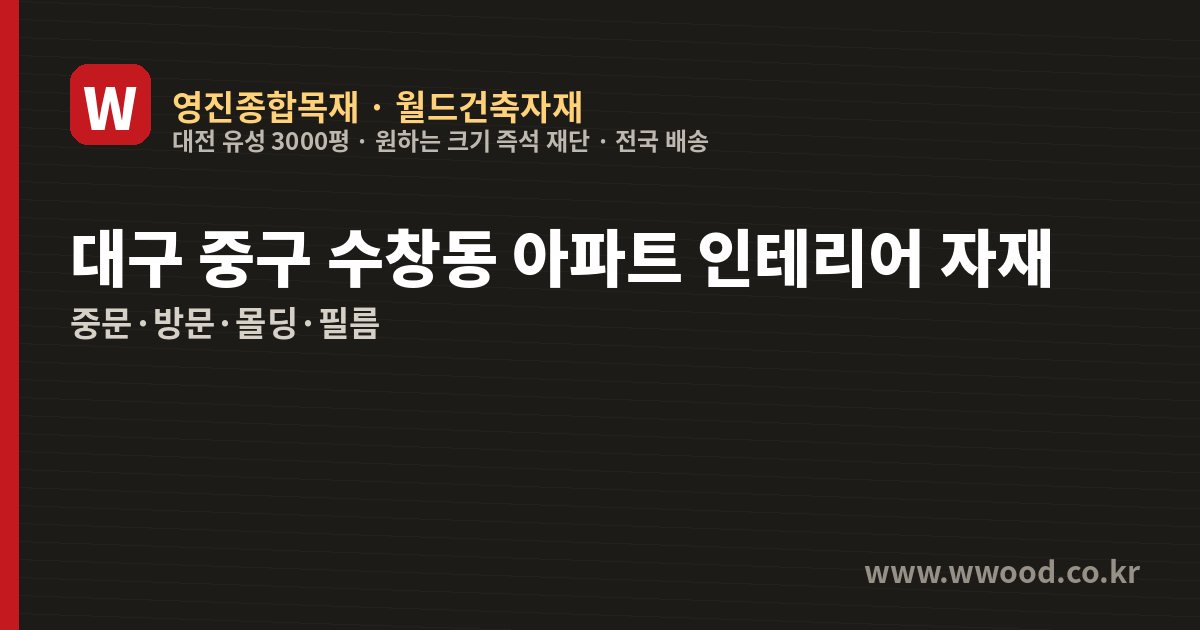 W
영진종합목재 · 월드건축자재
대전 유성 3000평 · 원하는 크기 즉석 재단 · 전국 배송
대구 중구 수창동 아파트 인테리어 자재
중문·방문·몰딩·필름
www.wwood.co.kr